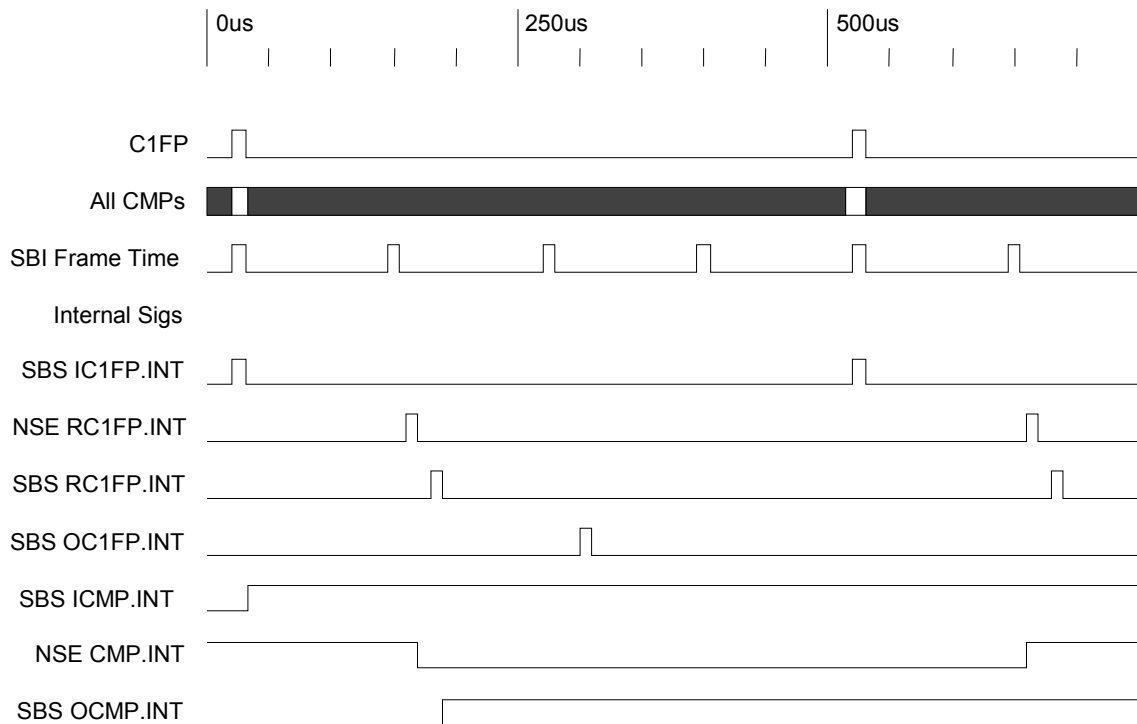 0us 250us 500us
C1FP
All CMPs
SBI Frame Time
Internal Sigs
SBS IC1FP.INT
NSE RC1FP.INT
SBS RC1FP.INT
SBS OC1FP.INT
SBS ICMP.INT
NSE CMP.INT
SBS OCMP.INT